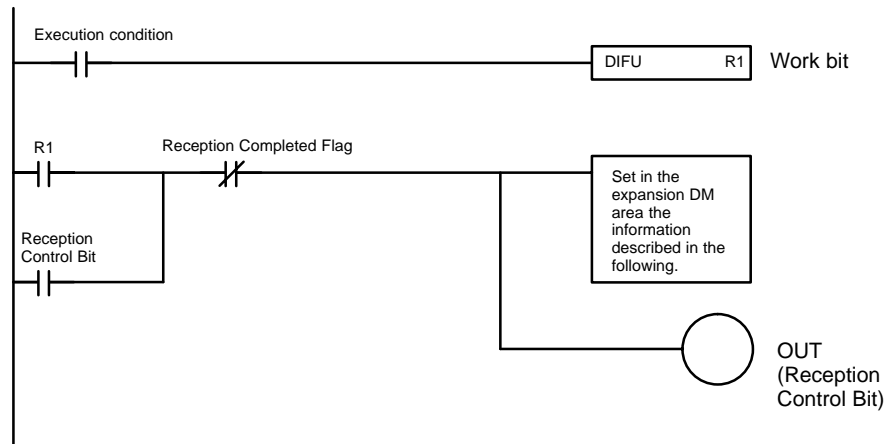 Execution condition
DIFU R1
Work bit
R1
Reception Completed Flag
Set in the
expansion DM
area the
information
described in the
following.
Reception
Control Bit
OUT
(Reception
Control Bit)